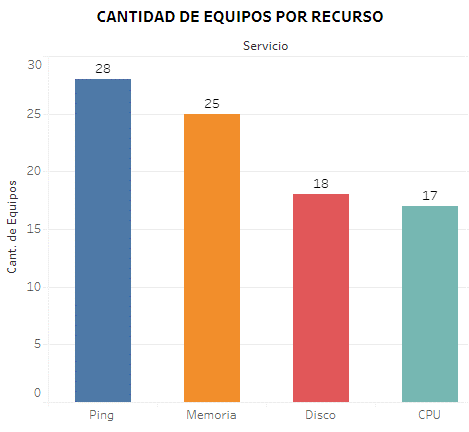 CANTIDAD DE EQUIPOS POR RECURSO
Servicio
Cant. de Equipos
30
25
20
15
10
5
0
28
25
18
17
Ping
Memoria
Disco
CPU